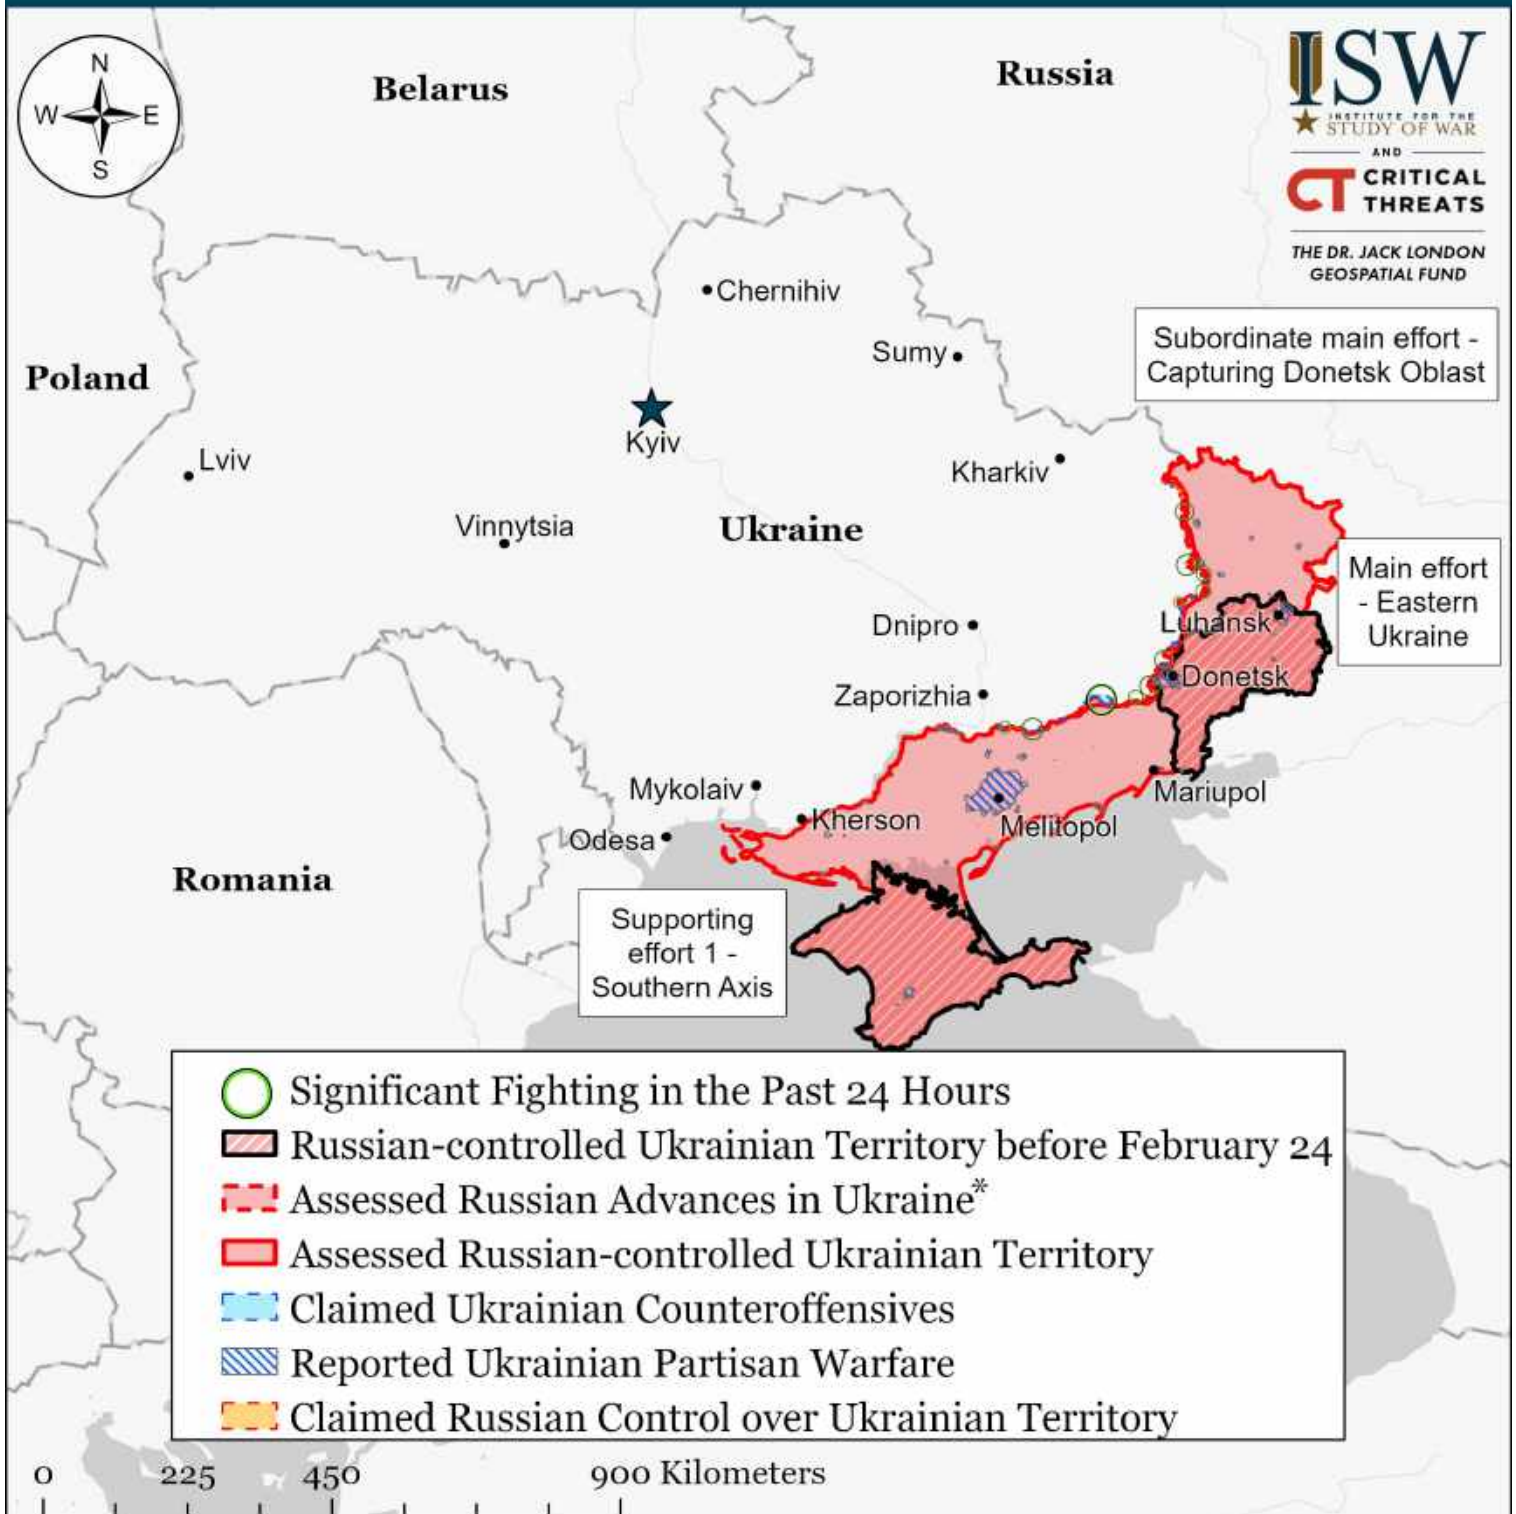 N
W E
S
Belarus
Russia
ISW
INSTITUTE FOR THE
STUDY OF WAR
AND
CT CRITICAL
THREATS
THE DR. JACK LONDON
GEOSPATIAL FUND
Chernihiv
Subordinate main effort -
Capturing Donetsk Oblast
Sumy
Poland
Kyiv
Lviv
Kharkiv
Vinnytsia
Ukraine
Main effort
- Eastern
Ukraine
Dnipro
Luhansk
Donetsk
Zaporizhia
Mykolaiv
Mariupol
Kherson
Melitopol
Odesa
Romania
Supporting
effort 1 -
Southern Axis
Significant Fighting in the Past 24 Hours
Russian-controlled Ukrainian Territory before February 24
Assessed Russian Advances in Ukraine*
Assessed Russian-controlled Ukrainian Territory
Claimed Ukrainian Counteroffensives
Reported Ukrainian Partisan Warfare
Claimed Russian Control over Ukrainian Territory
0 225 450 900 Kilometers